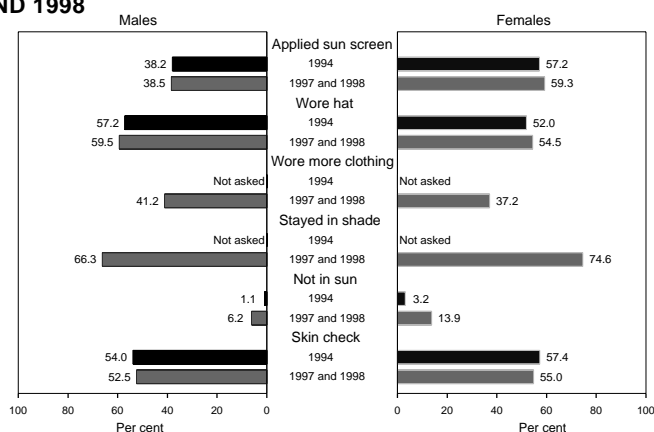 ND 1998
Males Females
Applied sun screen
38.2 1994 57.2
38.5 1997 and 1998 59.3
Wore hat
57.2 1994 52.0
59.5 1997 and 1998 54.5
Wore more clothing
Not asked 1994 Not asked
41.2 1997 and 1998 37.2
Stayed in shade
Not asked 1994 Not asked
66.3 1997 and 1998 74.6
Not in sun
1.1 1994 3.2
6.2 1997 and 1998 13.9
Skin check
54.0 1994 57.4
52.5 1997 and 1998 55.0
100 80 60 40 20 0 0 20 40 60 80 100
Per cent Per cent